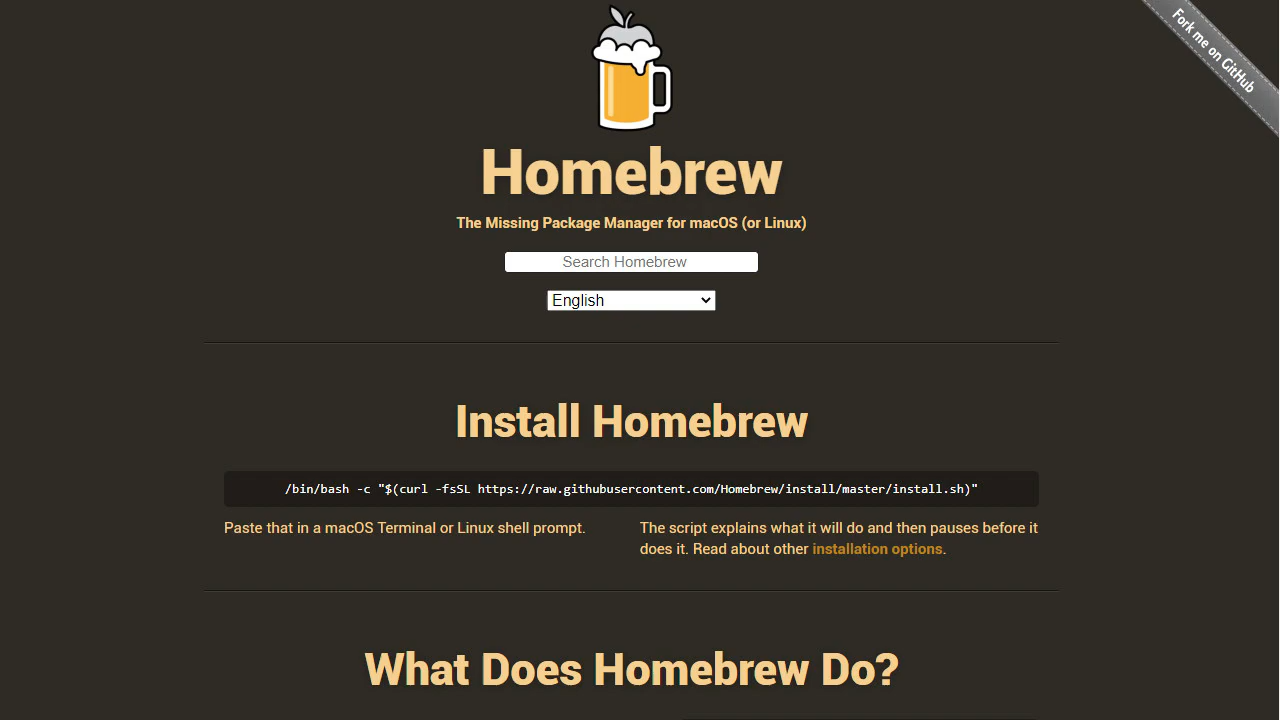 Fork me on GitHub
Homebrew
The Missing Package Manager for macOS (or Linux)
Search Homebrew
English
Install Homebrew
/bin/bash -c "$(curl -fsSL https://raw.githubusercontent.com/Homebrew/install/master/install.sh)"
Paste that in a macOS Terminal or Linux shell prompt.
The script explains what it will do and then pauses before it
does it. Read about other installation options.
What Does Homebrew Do?